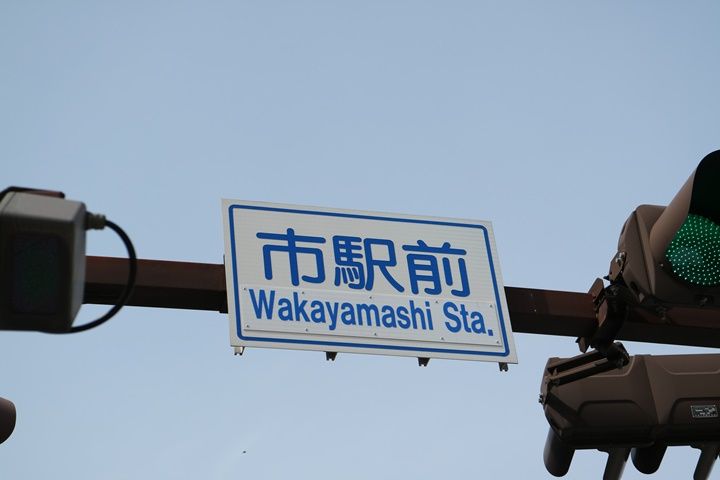 市駅前
Wakayamashi Sta.